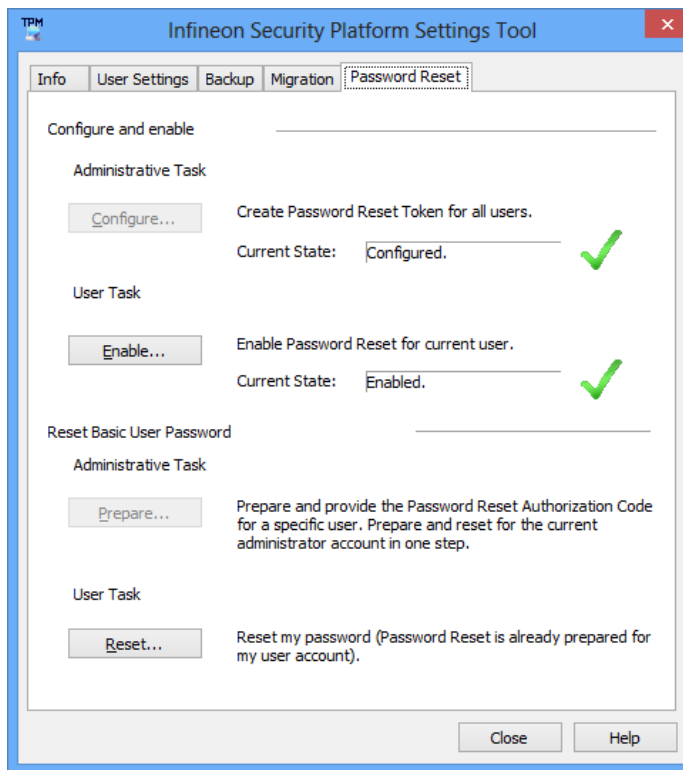 TPM
Infineon Security Platform Settings Tool
Info
User Settings
Backup
Migration
Password Reset
Configure and enable
Administrative Task
Configure...
Create Password Reset Token for all users.
Current State:
Configured.
User Task
Enable...
Enable Password Reset for current user.
Current State:
Enabled.
Reset Basic User Password
Administrative Task
Prepare...
Prepare and provide the Password Reset Authorization Code
for a specific user. Prepare and reset for the current
administrator account in one step.
User Task
Reset...
Reset my password (Password Reset is already prepared for
my user account).
Close
Help